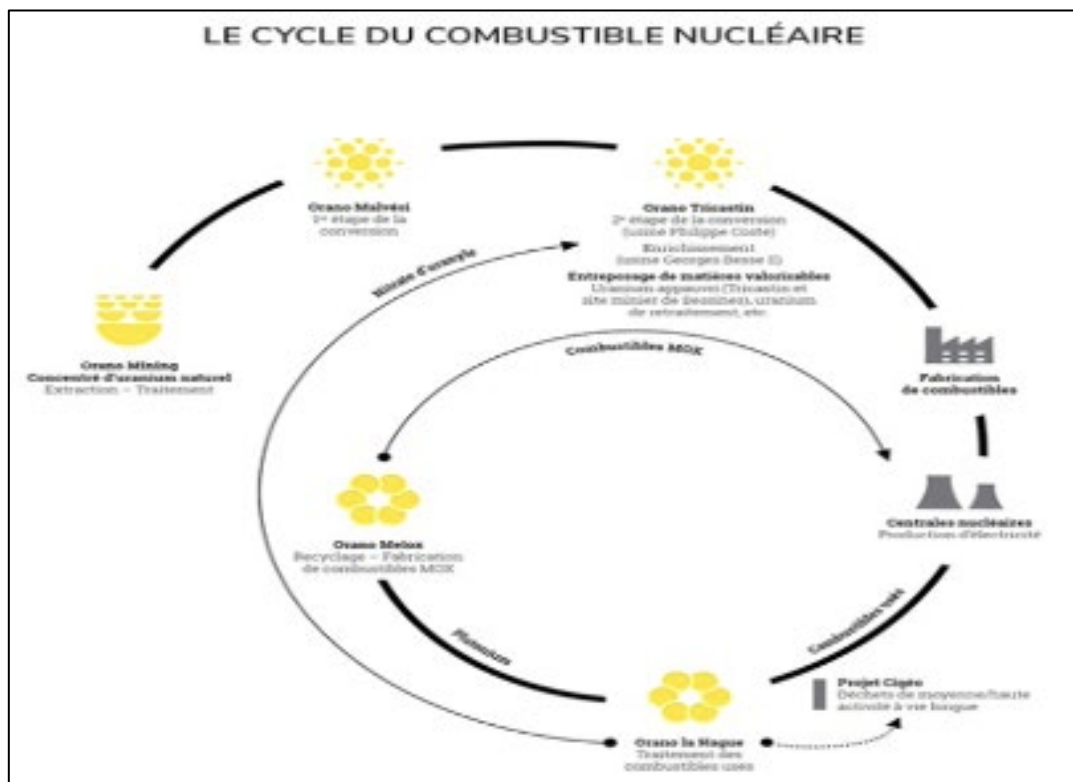 LE CYCLE DU COMBUSTIBLE NUCLÉAIRE
Orano Malvési
1re étape de la
conversion
Orano Tricastin
2e étape de la conversion
(usine Philippe Coste)
Enrichissement
(usine Georges Besse II)
Entreposage de matières valorisables
Uranium appauvri (Tricastin et
site minier de Bessines), uranium
de retraitement, etc.
Nitrate d'uranyle
Orano Mining
Concentré d'uranium naturel
Extraction – Traitement
Combustibles MOX
Fabrication
de combustibles
Centrales nucléaires
Production d'électricité
Orano Melox
Recyclage – Fabrication
de combustibles MOX
Combustibles usés
Plutonium
Projet Cigéo
Déchets de moyenne/haute
activité à vie longue
Orano la Hague
Traitement des
combustibles usés